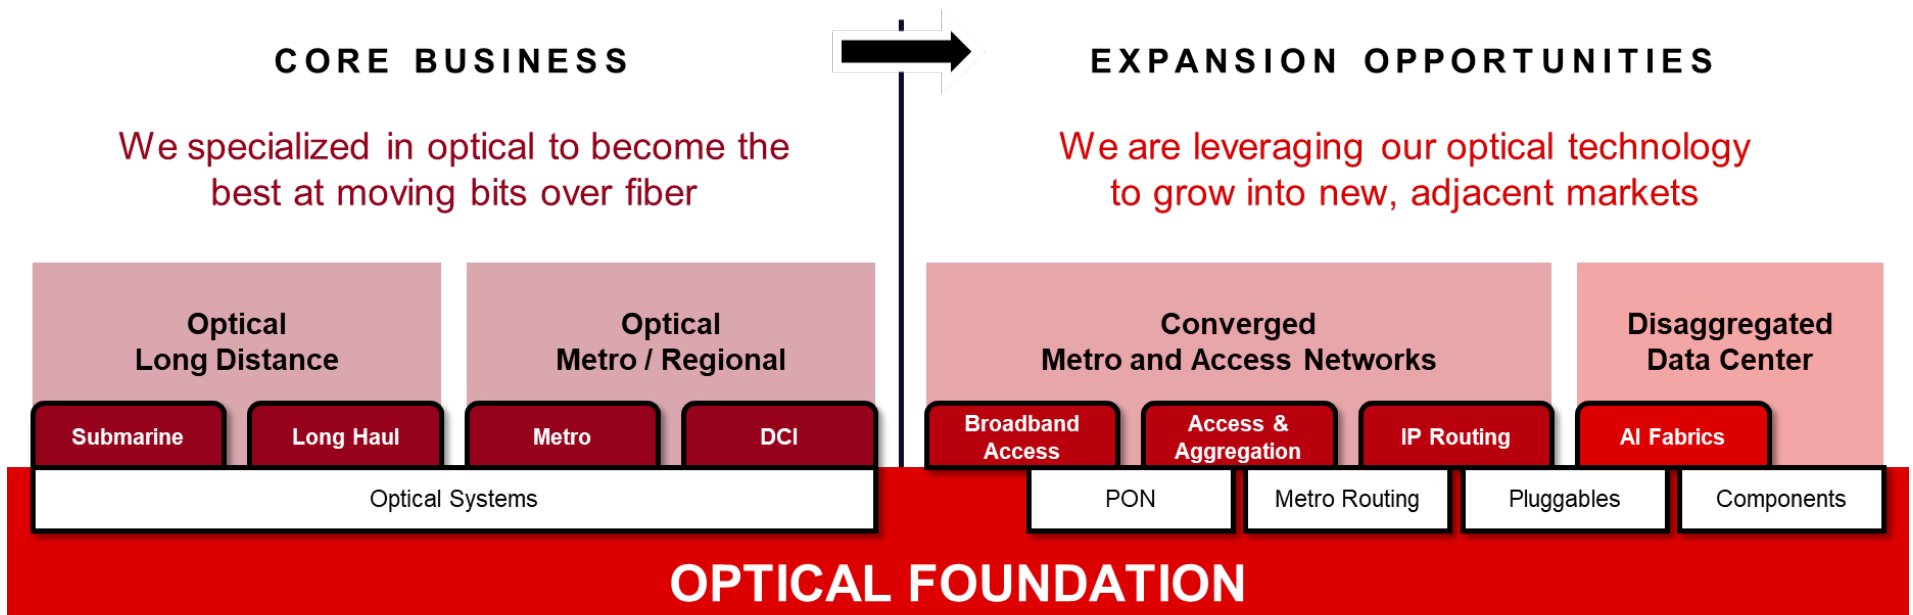 CORE BUSINESS
We specialized in optical to become the
best at moving bits over fiber
EXPANSION OPPORTUNITIES
We are leveraging our optical technology
to grow into new, adjacent markets
Optical
Long Distance
Optical
Metro / Regional
Converged
Metro and Access Networks
Disaggregated
Data Center
Submarine
Long Haul
Metro
DCI
Broadband
Access
Access &
Aggregation
IP Routing
AI Fabrics
Optical Systems
PON
Metro Routing
Pluggables
Components
OPTICAL FOUNDATION